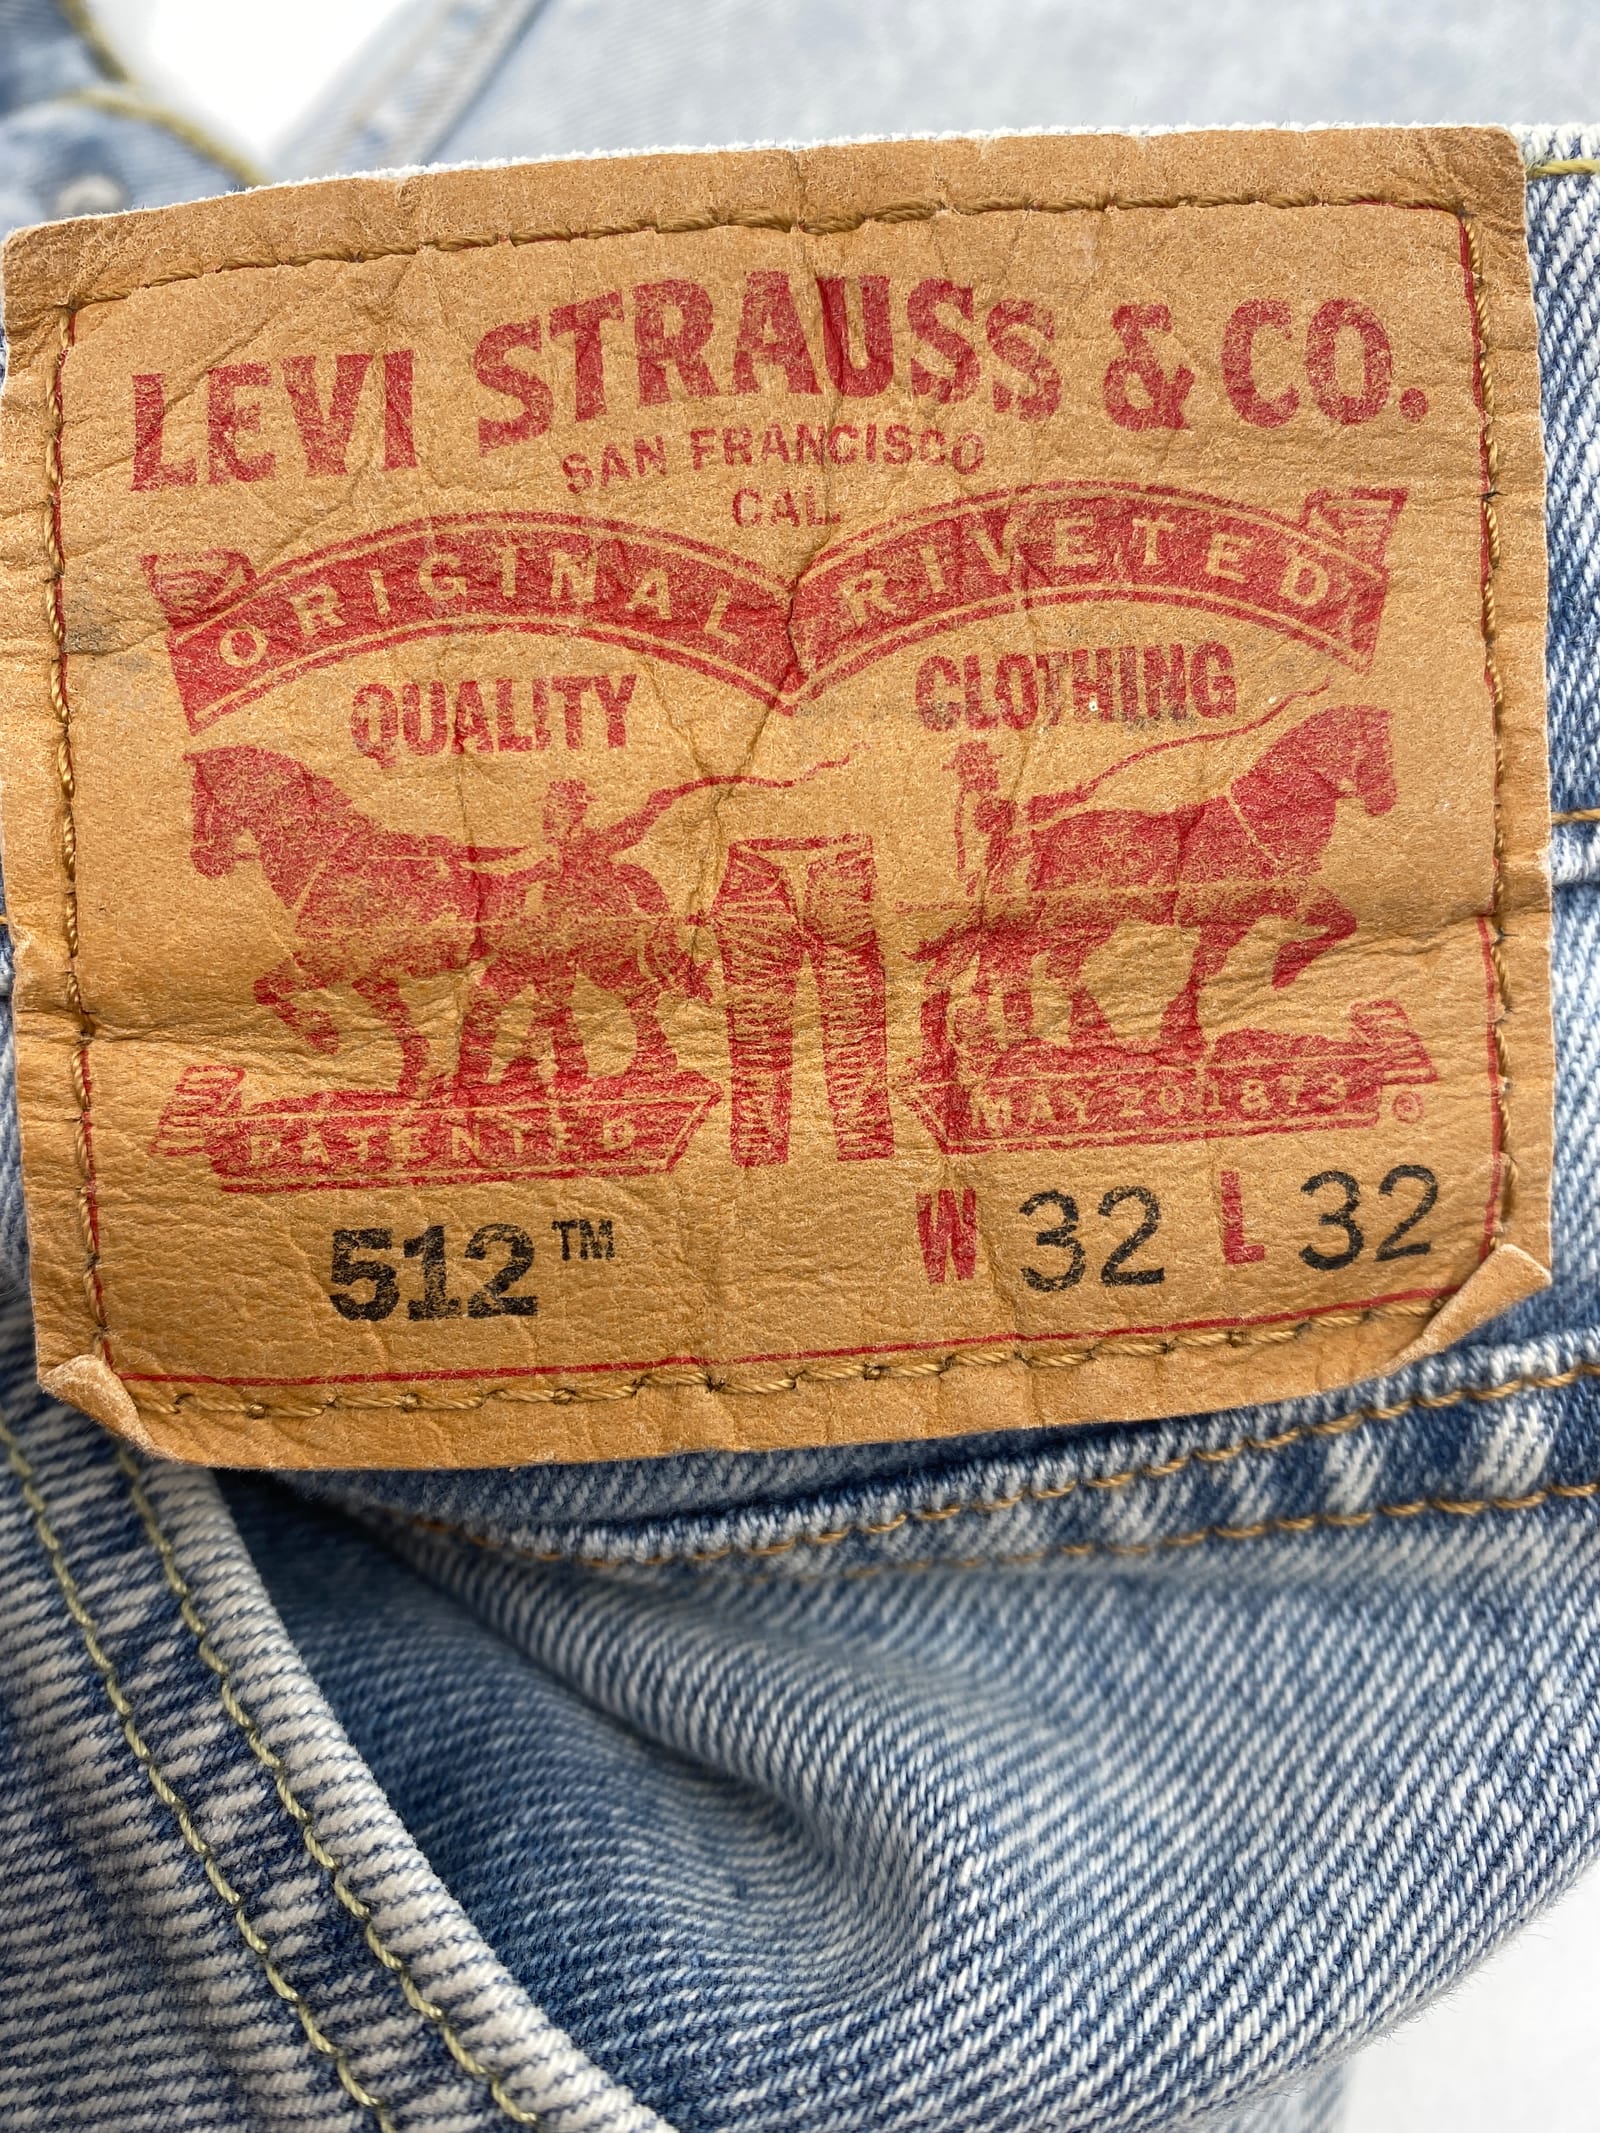 LEVI STRAUSS & CO.
SAN FRANCISCO
CAL.
ORIGINAL RIVETED
QUALITY CLOTHING
PATENTED MAY 20 1873 ®
512™ W 32 L 32